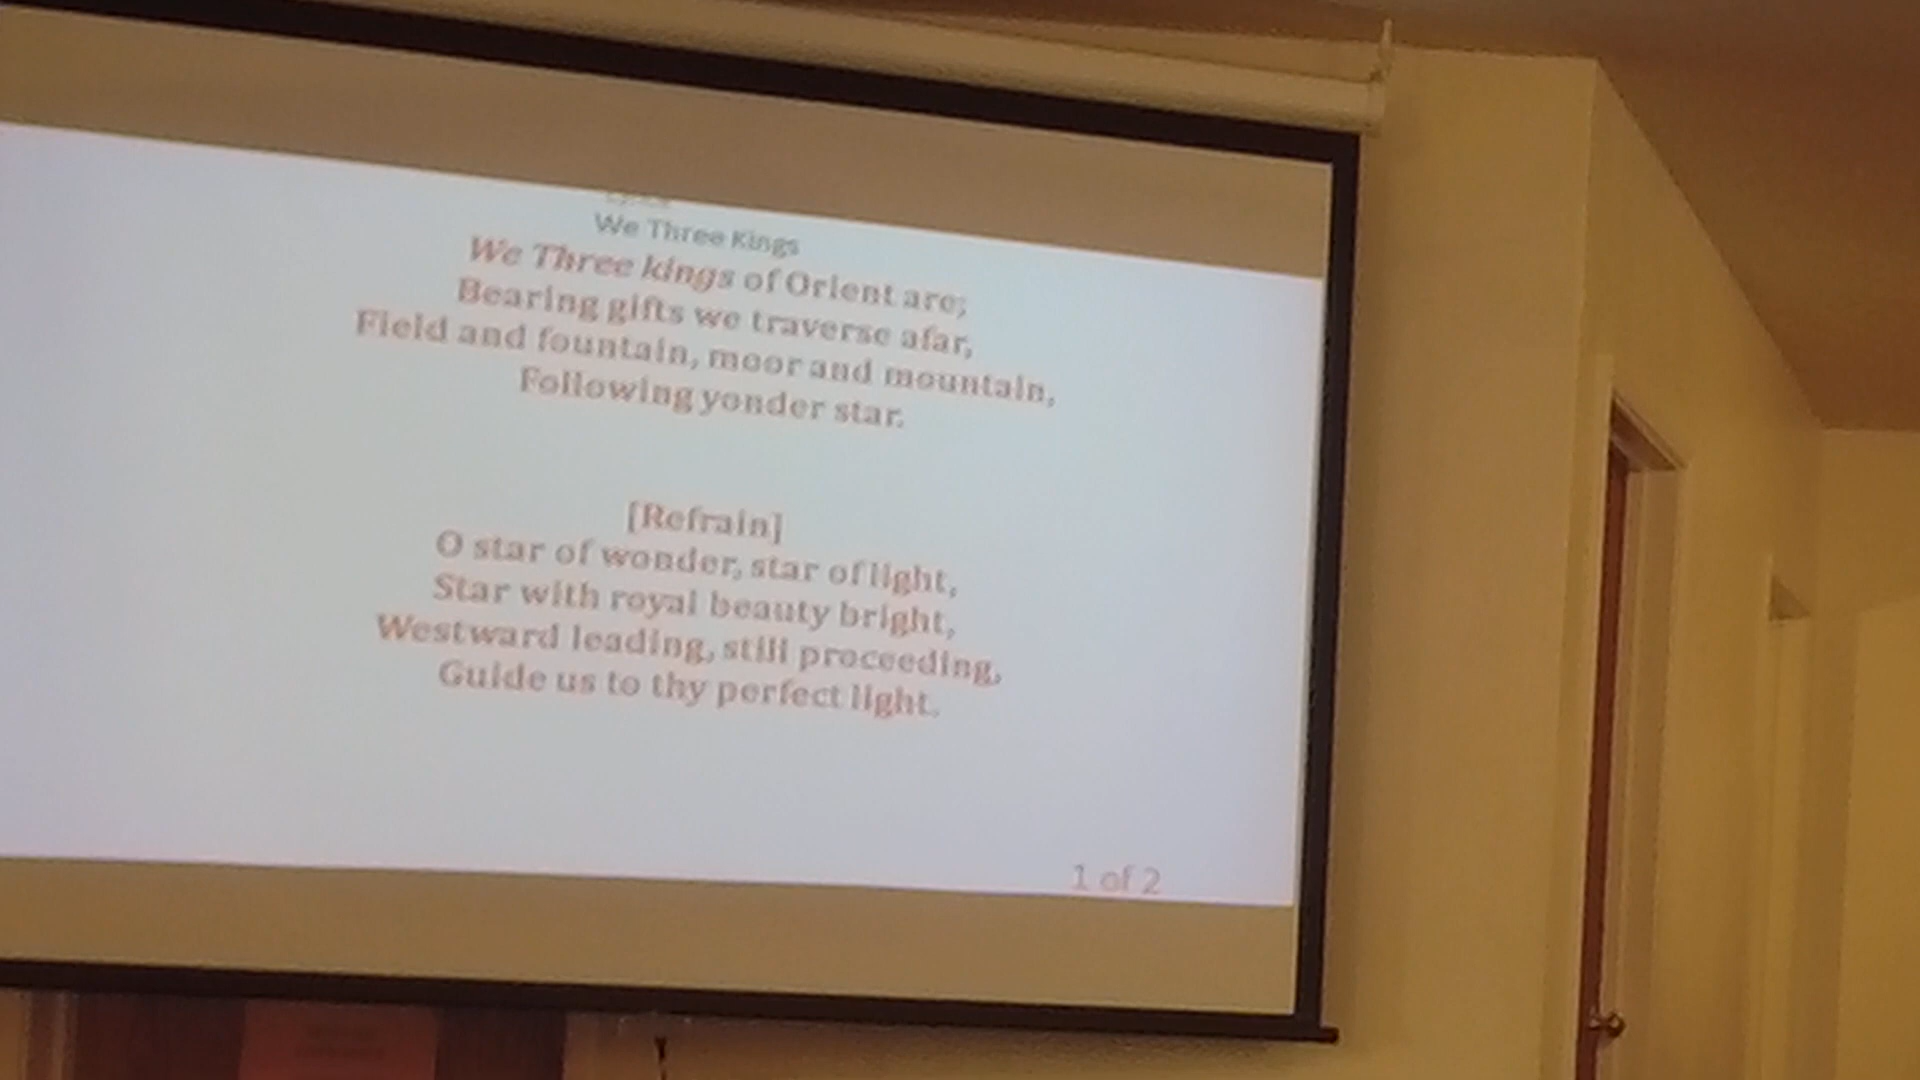 We Three Kings
We Three kings of Orient are;
Bearing gifts we traverse afar,
Field and fountain, moor and mountain,
Following yonder star.
[Refrain]
O star of wonder, star of light,
Star with royal beauty bright,
Westward leading, still proceeding,
Guide us to thy perfect light.
1 of 2